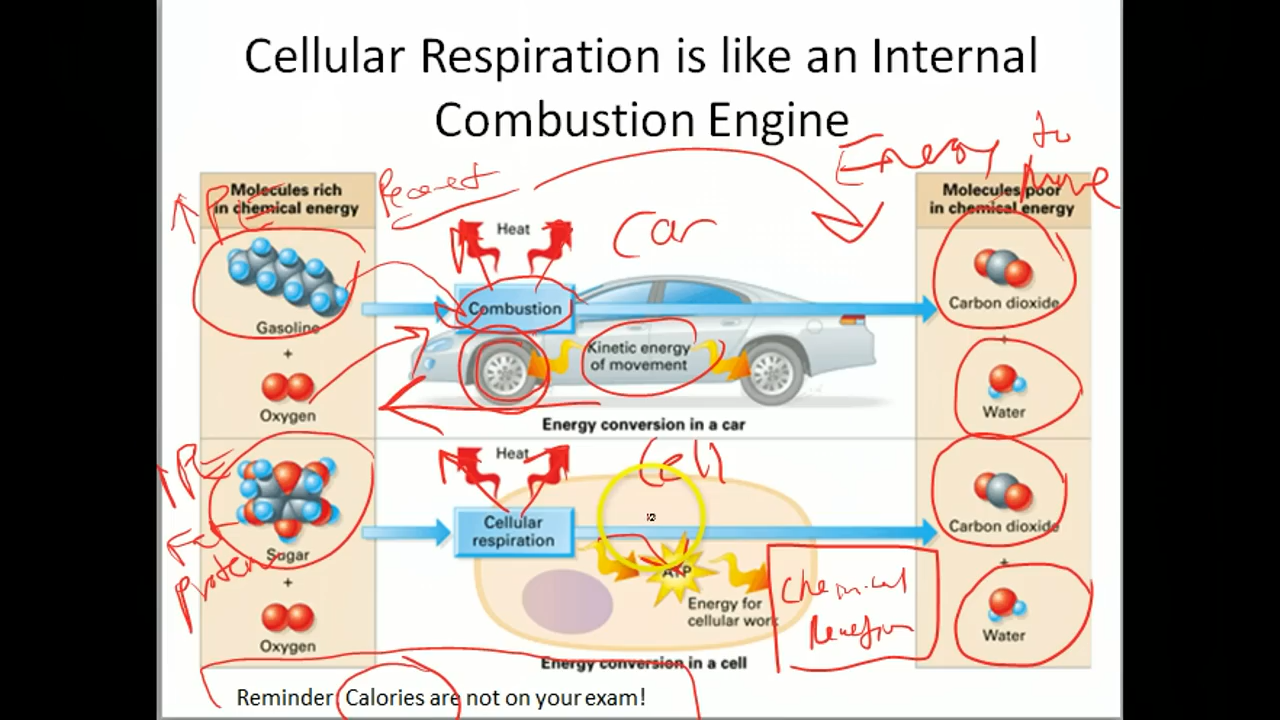 Cellular Respiration is like an Internal
Combustion Engine
Energy to
move
Molecules rich
in chemical energy
Molecules poor
in chemical energy
↑ PE
Heat
Car
Gasoline
Combustion
Carbon dioxide
+
+
Kinetic energy
of movement
Oxygen
Water
Energy conversion in a car
↑ PE
Heat
Cell
Fat
Protein
Sugar
Cellular
respiration
Carbon dioxide
+
+
ATP
Energy for
cellular work
Chemical
Oxygen
Water
Energy conversion in a cell
Reminder Calories are not on your exam!